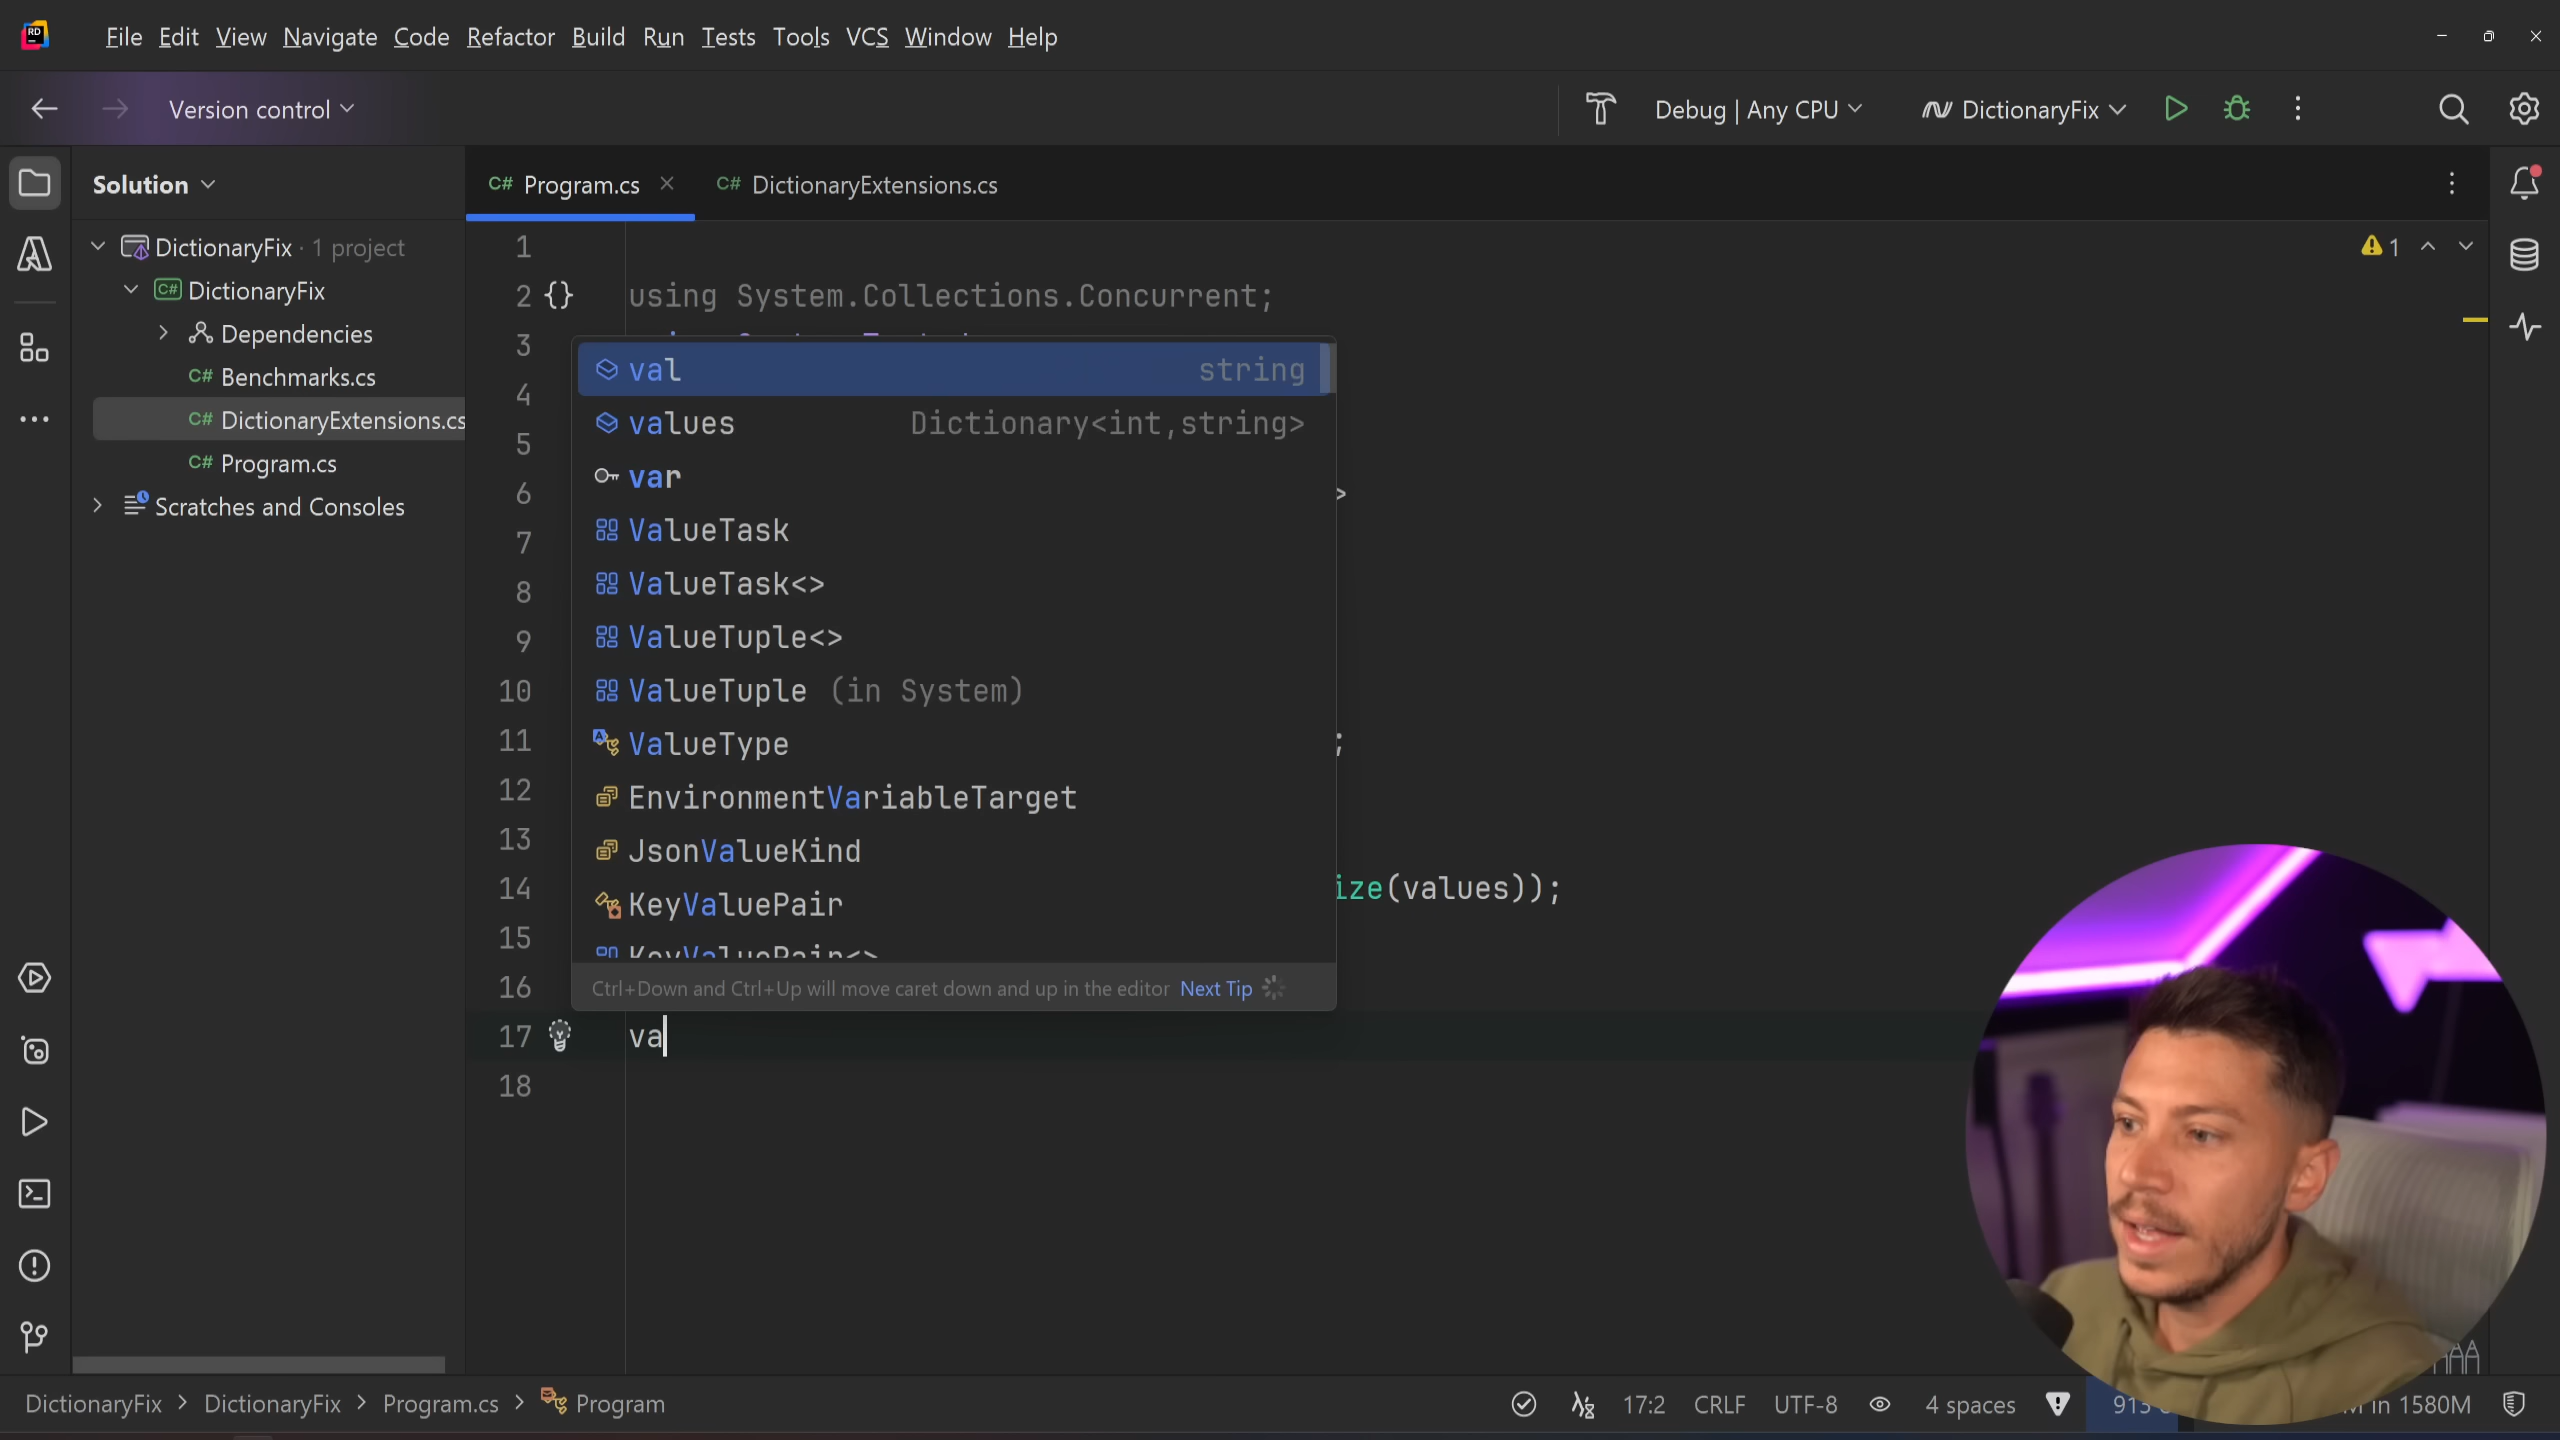 RD
File Edit View Navigate Code Refactor Build Run Tests Tools VCS Window Help
Version control
Debug | Any CPU
DictionaryFix
Solution
C# Program.cs
C# DictionaryExtensions.cs
DictionaryFix · 1 project
C# DictionaryFix
Dependencies
C# Benchmarks.cs
C# DictionaryExtensions.cs
C# Program.cs
Scratches and Consoles
1
1
2 {} using System.Collections.Concurrent;
3
4
5
6 >
7
8
9
10
11 ;
12
13
14 ize(values));
15
16
17 va
18
val string
values Dictionary<int,string>
var
ValueTask
ValueTask<>
ValueTuple<>
ValueTuple (in System)
ValueType
EnvironmentVariableTarget
JsonValueKind
KeyValuePair
KeyValuePair<>
Ctrl+Down and Ctrl+Up will move caret down and up in the editor Next Tip
DictionaryFix > DictionaryFix > Program.cs > Program
17:2 CRLF UTF-8 4 spaces
in 1580M